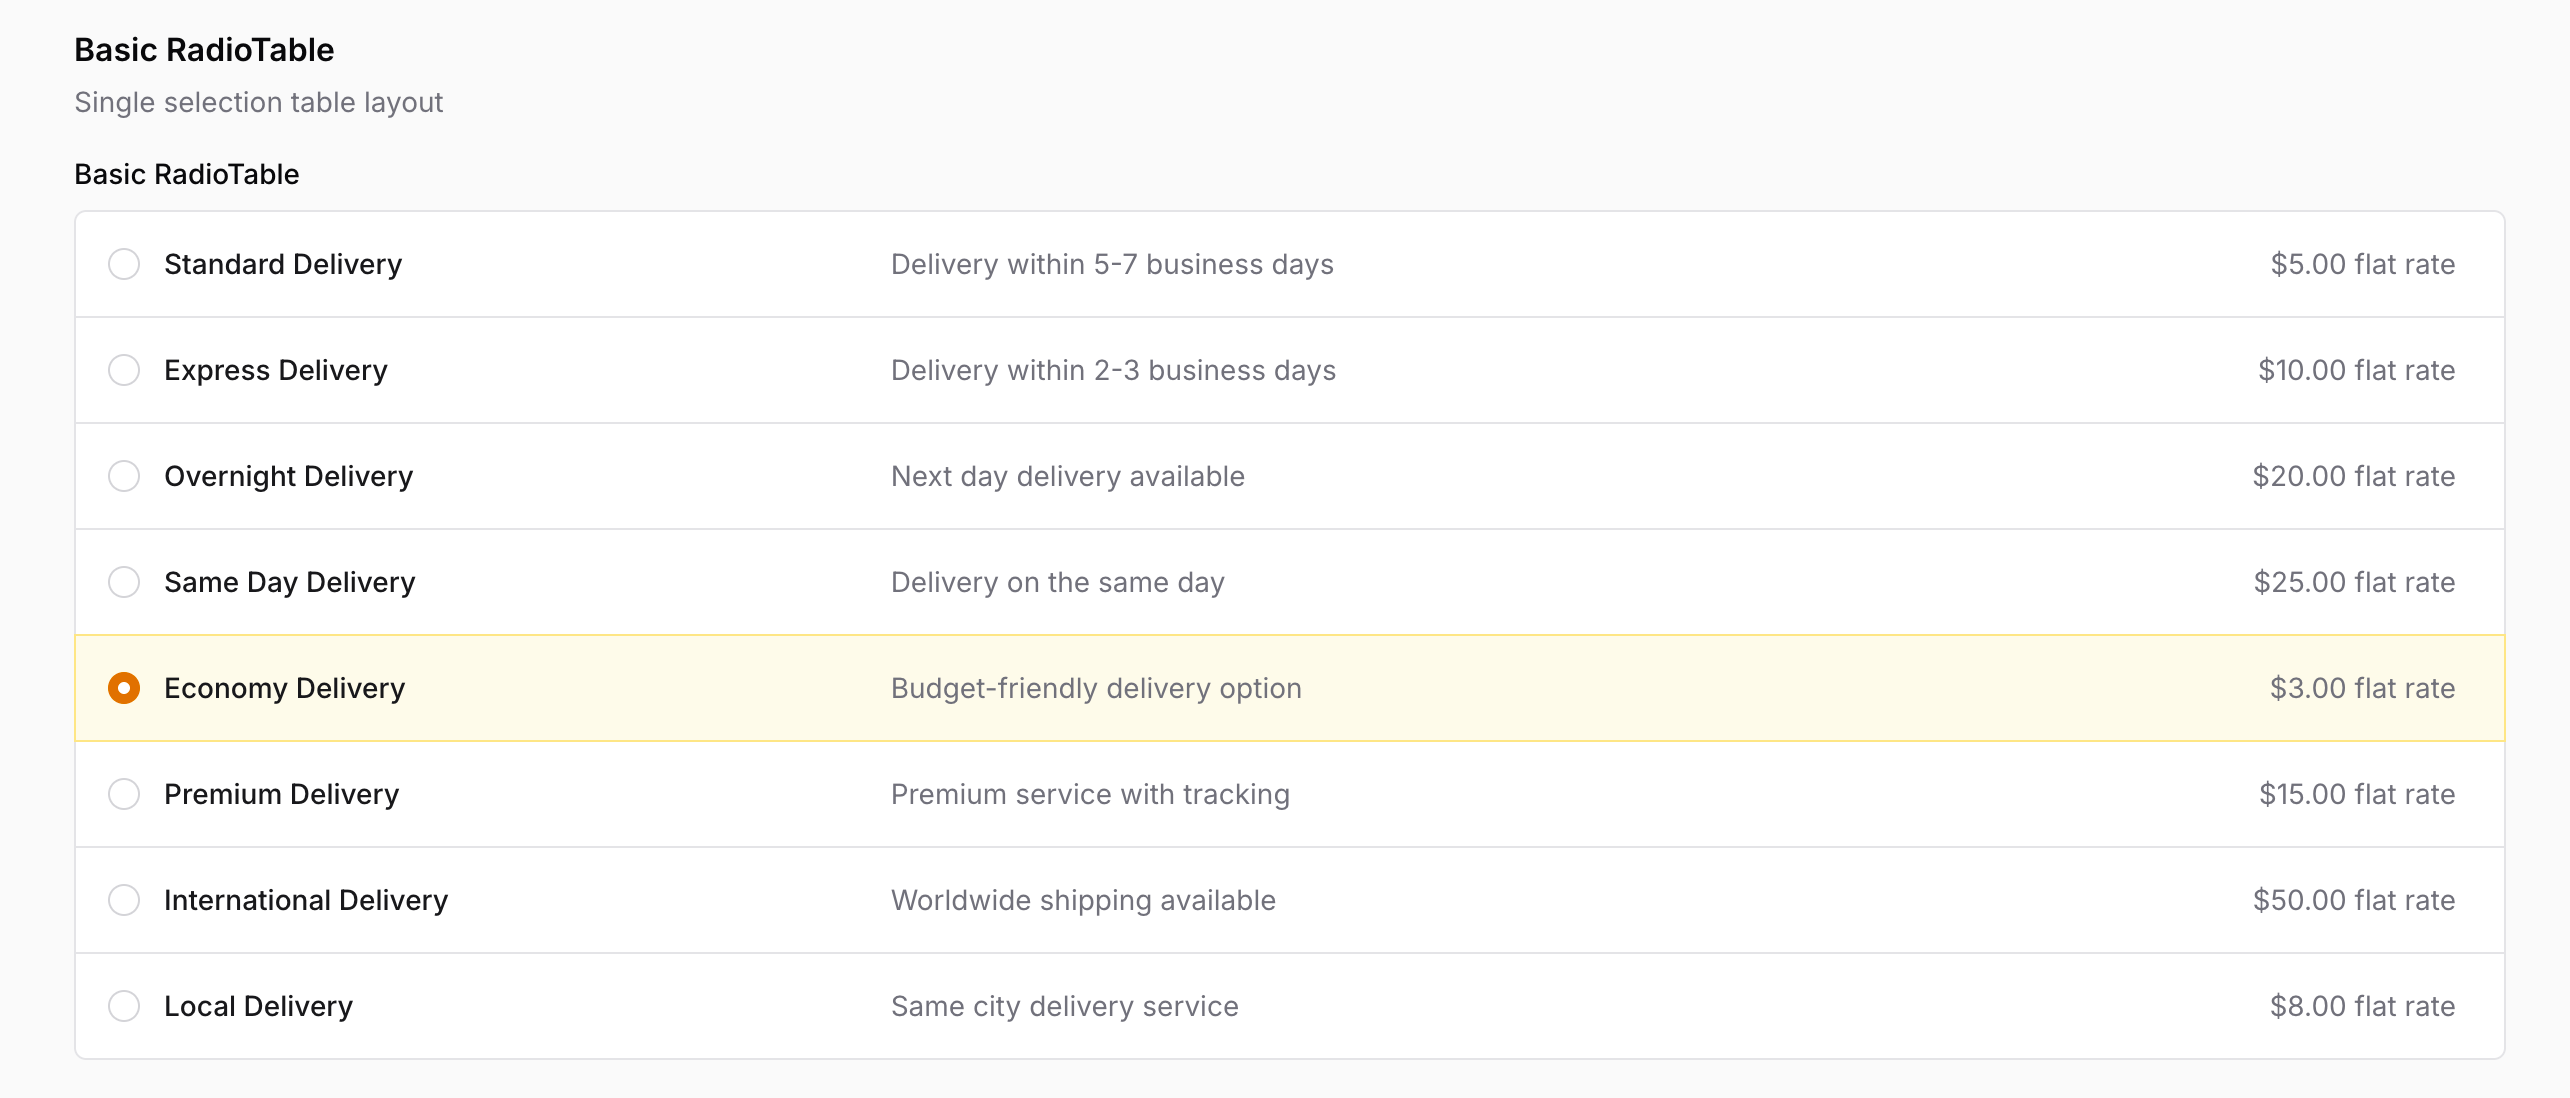 Basic RadioTable
Single selection table layout
Basic RadioTable
Standard Delivery Delivery within 5-7 business days $5.00 flat rate
Express Delivery Delivery within 2-3 business days $10.00 flat rate
Overnight Delivery Next day delivery available $20.00 flat rate
Same Day Delivery Delivery on the same day $25.00 flat rate
Economy Delivery Budget-friendly delivery option $3.00 flat rate
Premium Delivery Premium service with tracking $15.00 flat rate
International Delivery Worldwide shipping available $50.00 flat rate
Local Delivery Same city delivery service $8.00 flat rate